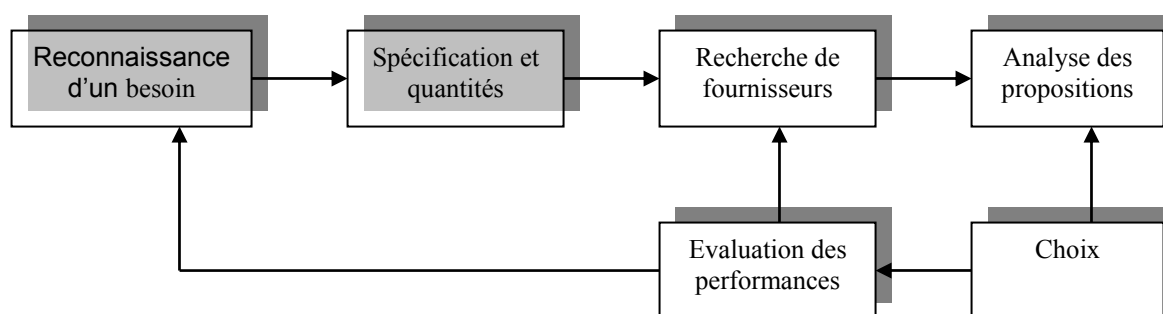 Reconnaissance
d'un besoin
Spécification et
quantités
Recherche de
fournisseurs
Analyse des
propositions
Evaluation des
performances
Choix